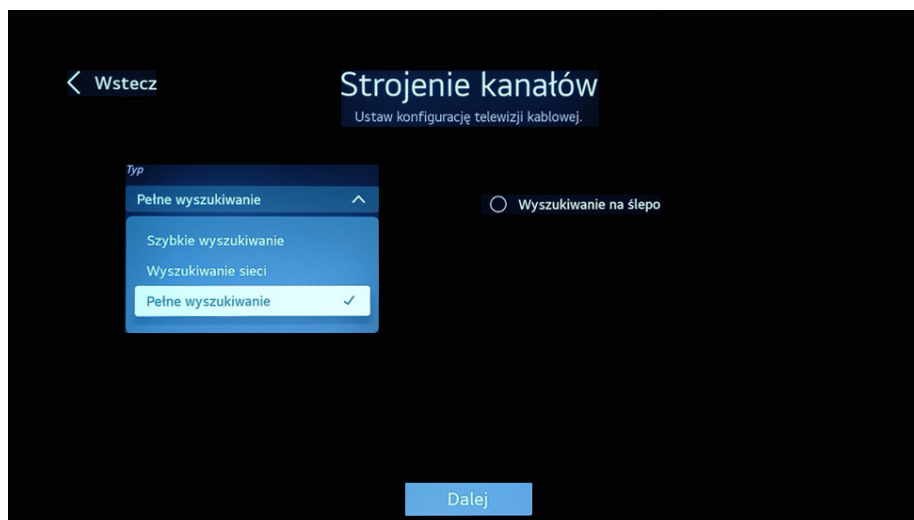 Wstecz
Strojenie kanałów
Ustaw konfigurację telewizji kablowej.
Typ
Pełne wyszukiwanie
Wyszukiwanie na ślepo
Szybkie wyszukiwanie
Wyszukiwanie sieci
Pełne wyszukiwanie
Dalej